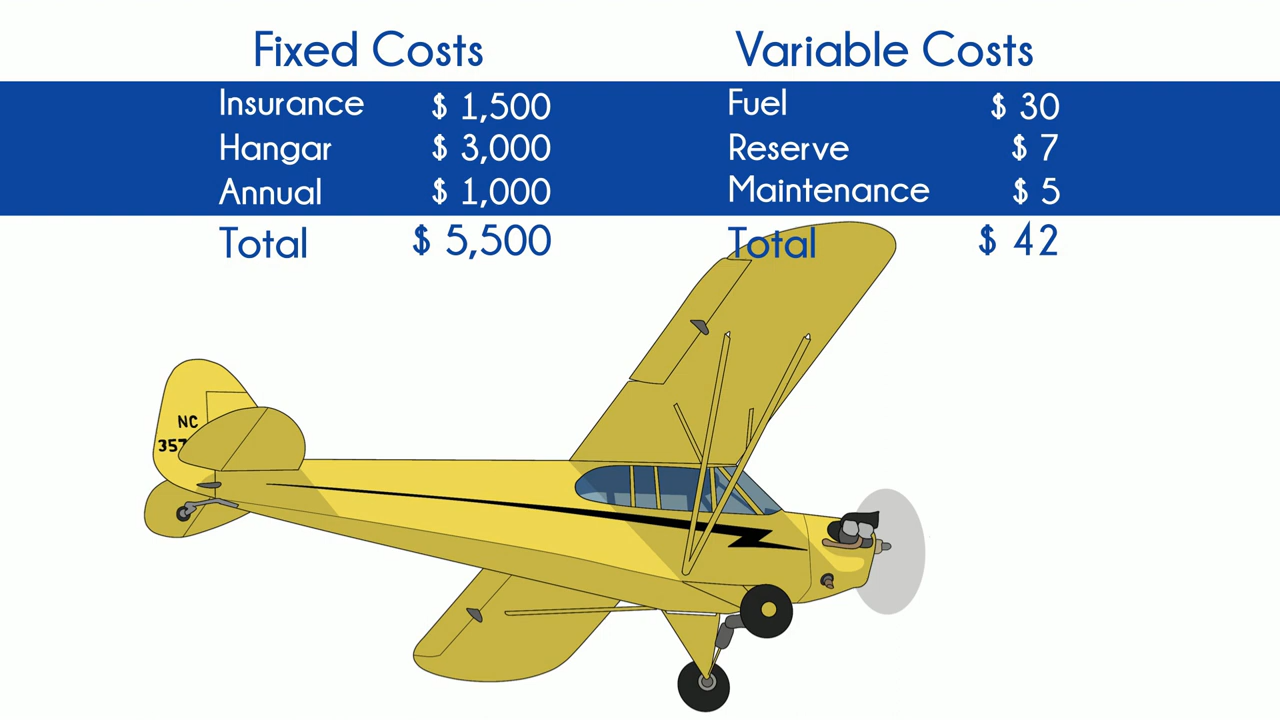 Fixed Costs Variable Costs
Insurance $ 1,500 Fuel $ 30
Hangar $ 3,000 Reserve $ 7
Annual $ 1,000 Maintenance $ 5
Total $ 5,500 Total $ 42
NC
357